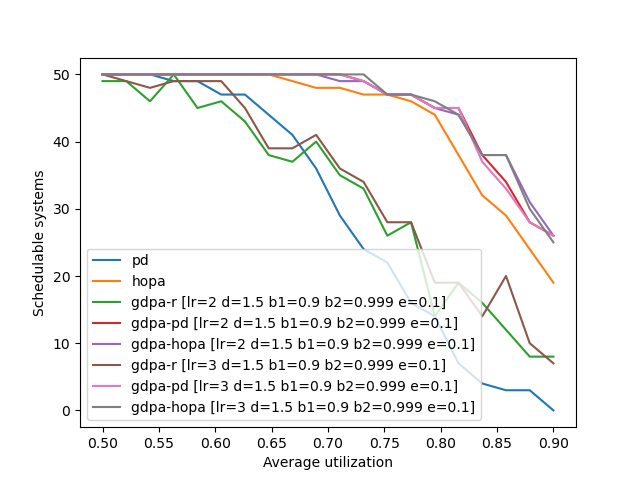 50
40
30
20
10
0
Schedulable systems
pd
hopa
gdpa-r [lr=2 d=1.5 b1=0.9 b2=0.999 e=0.1]
gdpa-pd [lr=2 d=1.5 b1=0.9 b2=0.999 e=0.1]
gdpa-hopa [lr=2 d=1.5 b1=0.9 b2=0.999 e=0.1]
gdpa-r [lr=3 d=1.5 b1=0.9 b2=0.999 e=0.1]
gdpa-pd [lr=3 d=1.5 b1=0.9 b2=0.999 e=0.1]
gdpa-hopa [lr=3 d=1.5 b1=0.9 b2=0.999 e=0.1]
0.50 0.55 0.60 0.65 0.70 0.75 0.80 0.85 0.90
Average utilization